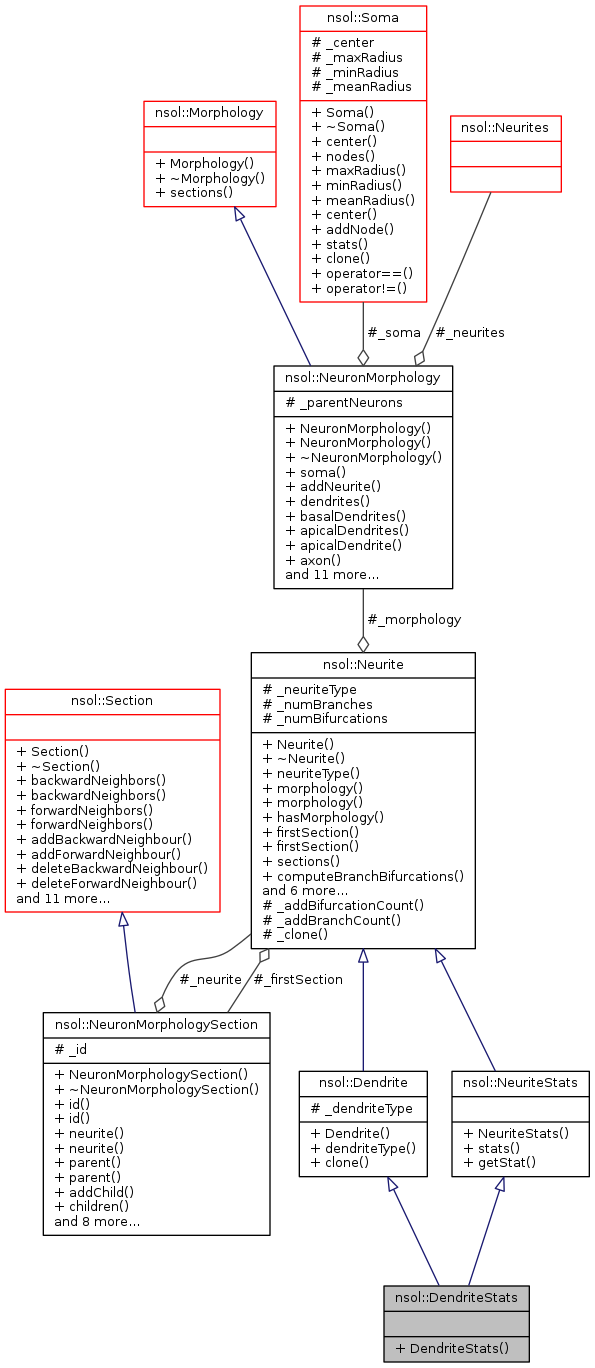 nsol::Soma
# _center
# _maxRadius
# _minRadius
# _meanRadius
+ Soma()
+ ~Soma()
+ center()
+ nodes()
+ maxRadius()
+ minRadius()
+ meanRadius()
+ center()
+ addNode()
+ stats()
+ clone()
+ operator==()
+ operator!=()
nsol::Morphology
+ Morphology()
+ ~Morphology()
+ sections()
nsol::Neurites
#_soma
#_neurites
nsol::NeuronMorphology
# _parentNeurons
+ NeuronMorphology()
+ NeuronMorphology()
+ ~NeuronMorphology()
+ soma()
+ addNeurite()
+ dendrites()
+ basalDendrites()
+ apicalDendrites()
+ apicalDendrite()
+ axon()
and 11 more...
#_morphology
nsol::Neurite
# _neuriteType
# _numBranches
# _numBifurcations
+ Neurite()
+ ~Neurite()
+ neuriteType()
+ morphology()
+ morphology()
+ hasMorphology()
+ firstSection()
+ firstSection()
+ sections()
+ computeBranchBifurcations()
and 6 more...
# _addBifurcationCount()
# _addBranchCount()
# _clone()
nsol::Section
+ Section()
+ ~Section()
+ backwardNeighbors()
+ backwardNeighbors()
+ forwardNeighbors()
+ forwardNeighbors()
+ addBackwardNeighbour()
+ addForwardNeighbour()
+ deleteBackwardNeighbour()
+ deleteForwardNeighbour()
and 11 more...
#_neurite
#_firstSection
nsol::NeuronMorphologySection
# _id
+ NeuronMorphologySection()
+ ~NeuronMorphologySection()
+ id()
+ id()
+ neurite()
+ neurite()
+ parent()
+ parent()
+ addChild()
+ children()
and 8 more...
nsol::Dendrite
# _dendriteType
+ Dendrite()
+ dendriteType()
+ clone()
nsol::NeuriteStats
+ NeuriteStats()
+ stats()
+ getStat()
nsol::DendriteStats
+ DendriteStats()